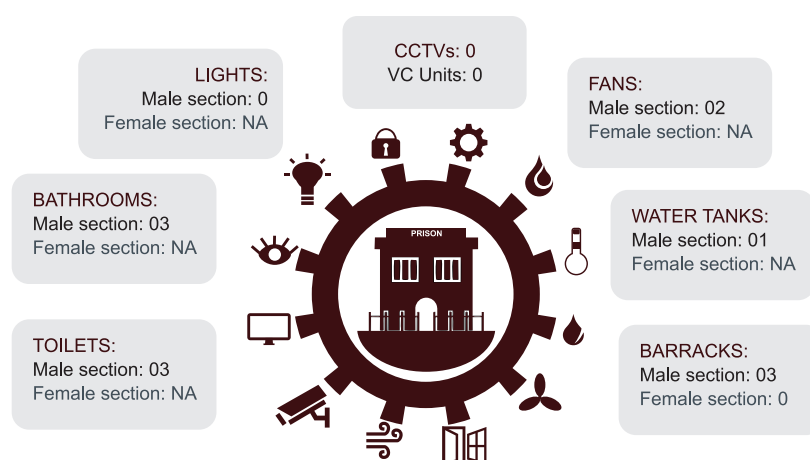 CCTVs: 0
VC Units: 0
LIGHTS:
Male section: 0
Female section: NA
FANS:
Male section: 02
Female section: NA
BATHROOMS:
Male section: 03
Female section: NA
WATER TANKS:
Male section: 01
Female section: NA
PRISON
TOILETS:
Male section: 03
Female section: NA
BARRACKS:
Male section: 03
Female section: 0